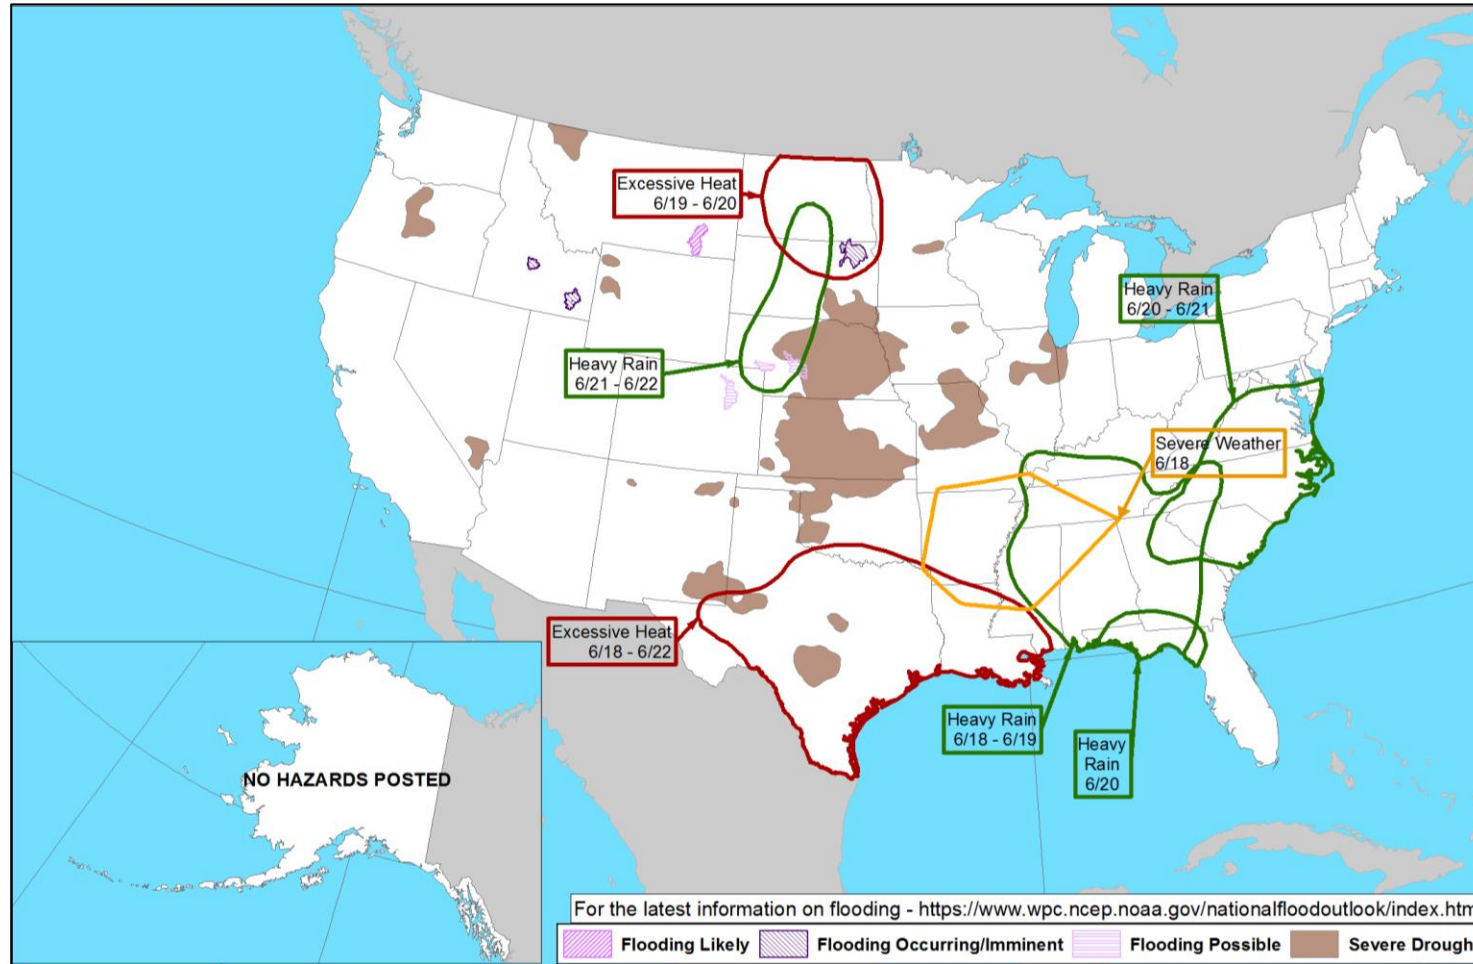 Excessive Heat
6/19 - 6/20
Heavy Rain
6/20 - 6/21
Heavy Rain
6/21 - 6/22
Severe Weather
6/18
Excessive Heat
6/18 - 6/22
Heavy Rain
6/18 - 6/19
Heavy
Rain
6/20
NO HAZARDS POSTED
For the latest information on flooding - https://www.wpc.ncep.noaa.gov/nationalfloodoutlook/index.htm
Flooding Likely
Flooding Occurring/Imminent
Flooding Possible
Severe Drough